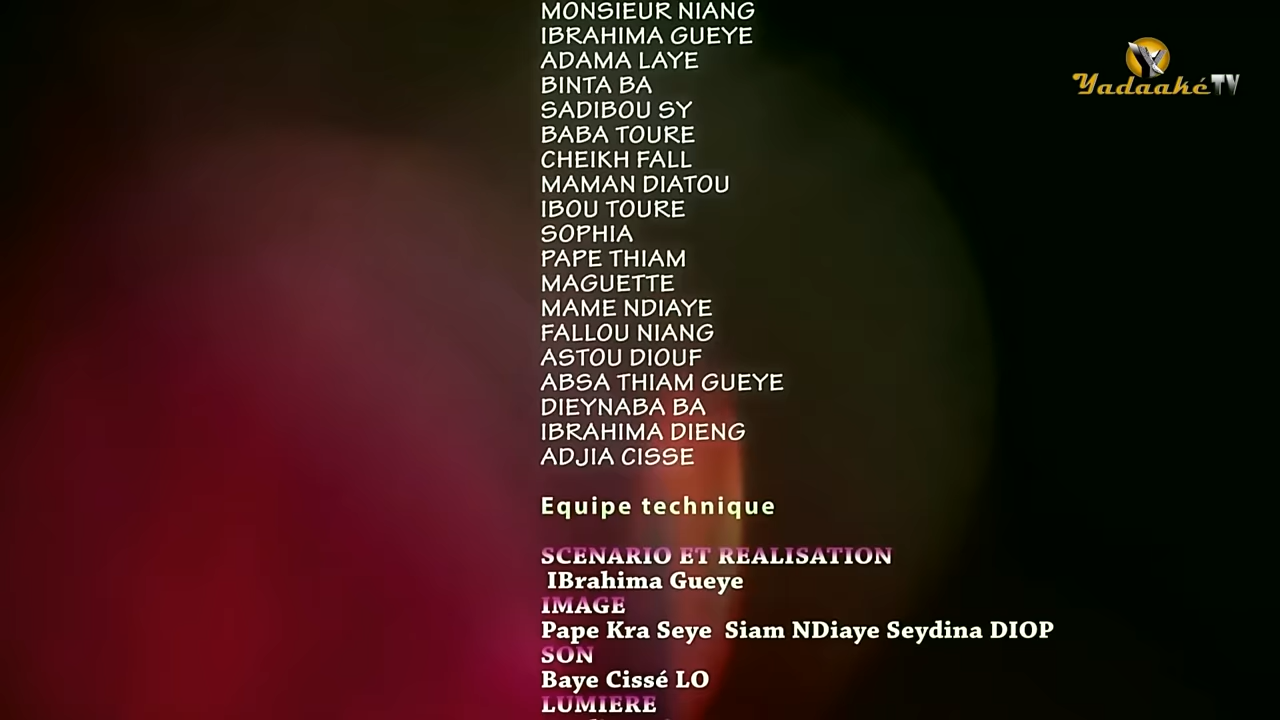 MONSIEUR NIANG
IBRAHIMA GUEYE
ADAMA LAYE
BINTA BA
SADIBOU SY
BABA TOURE
CHEIKH FALL
MAMAN DIATOU
IBOU TOURE
SOPHIA
PAPE THIAM
MAGUETTE
MAME NDIAYE
FALLOU NIANG
ASTOU DIOUF
ABSA THIAM GUEYE
DIEYNABA BA
IBRAHIMA DIENG
ADJIA CISSE
Equipe technique
SCENARIO ET REALISATION
IBrahima Gueye
IMAGE
Pape Kra Seye Siam NDiaye Seydina DIOP
SON
Baye Cissé LO
LUMIERE
Yadaaké TV